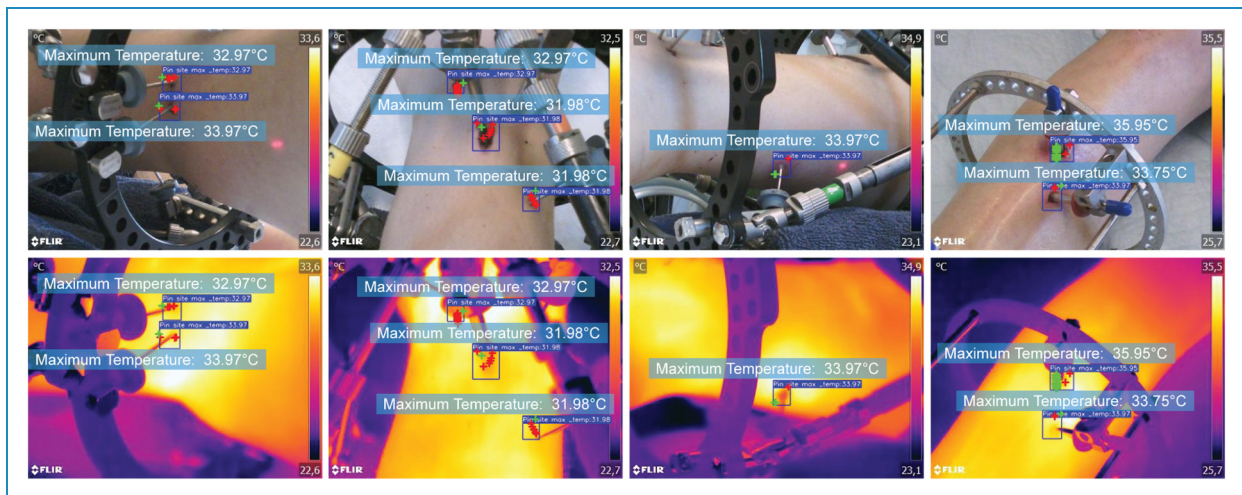 33,6
Maximum Temperature: 32.97°C
Pin site max _temp:32.97
Pin site max _temp:33.97
Maximum Temperature: 33.97°C
FLIR
22,6
°C
32,5
Maximum Temperature: 32.97°C
Pin site max _temp:32.97
Maximum Temperature: 31.98°C
Pin site max _temp:31.98
Maximum Temperature: 31.98°C
Pin site max _temp:31.98
FLIR
22,7
°C
34,9
Maximum Temperature: 33.97°C
Pin site max _temp:33.97
FLIR
23,1
°C
35,5
Maximum Temperature: 35.95°C
Pin site max _temp:35.95
Maximum Temperature: 33.75°C
Pin site max _temp:33.97
FLIR
25,7
°C
33,6
Maximum Temperature: 32.97°C
Pin site max _temp:32.97
Pin site max _temp:33.97
Maximum Temperature: 33.97°C
FLIR
22,6
°C
32,5
Maximum Temperature: 32.97°C
Pin site max _temp:32.97
Maximum Temperature: 31.98°C
Pin site max _temp:31.98
Maximum Temperature: 31.98°C
Pin site max _temp:31.98
FLIR
22,7
°C
34,9
Maximum Temperature: 33.97°C
Pin site max _temp:33.97
FLIR
23,1
°C
35,5
Maximum Temperature: 35.95°C
Pin site max _temp:35.95
Maximum Temperature: 33.75°C
Pin site max _temp:33.97
FLIR
25,7